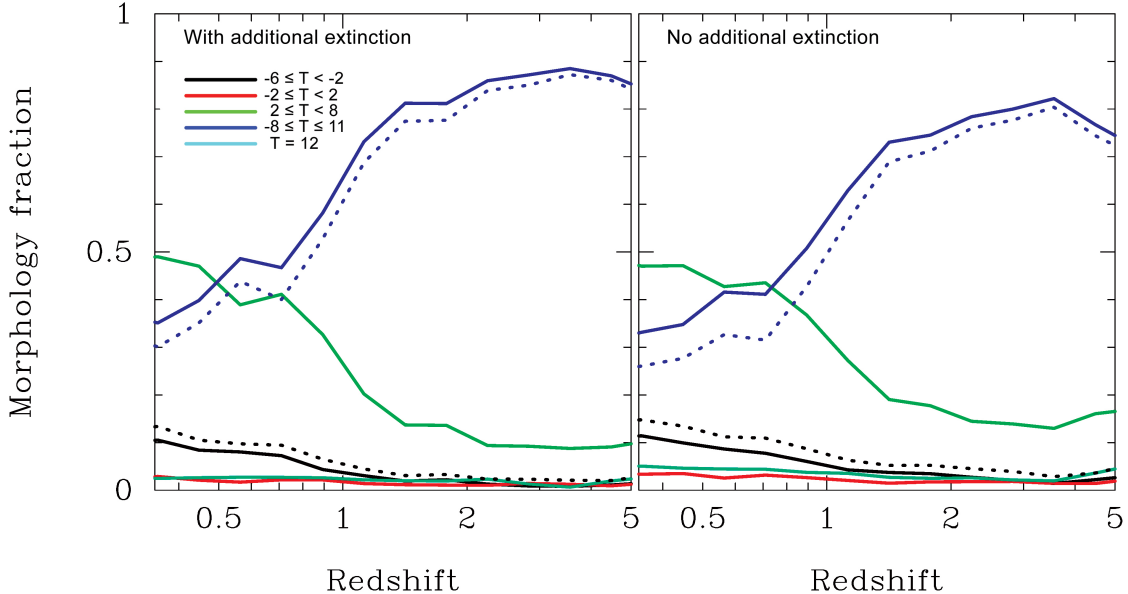 With additional extinction
No additional extinction
-6 ≤ T < -2
-2 ≤ T < 2
2 ≤ T < 8
-8 ≤ T ≤ 11
T = 12
Morphology fraction
1
0.5
0
0.5 1 2 5
0.5 1 2 5
Redshift
Redshift